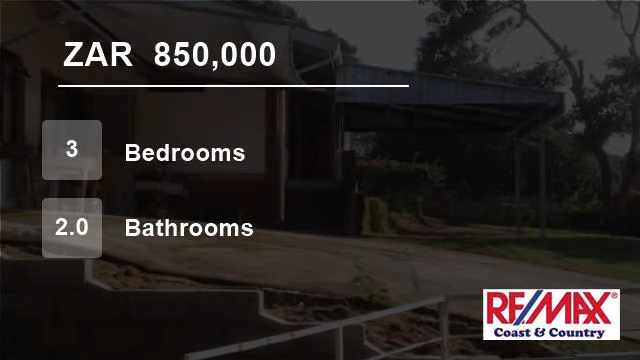 ZAR 850,000
3 Bedrooms
2.0 Bathrooms
RE/MAX®
Coast & Country